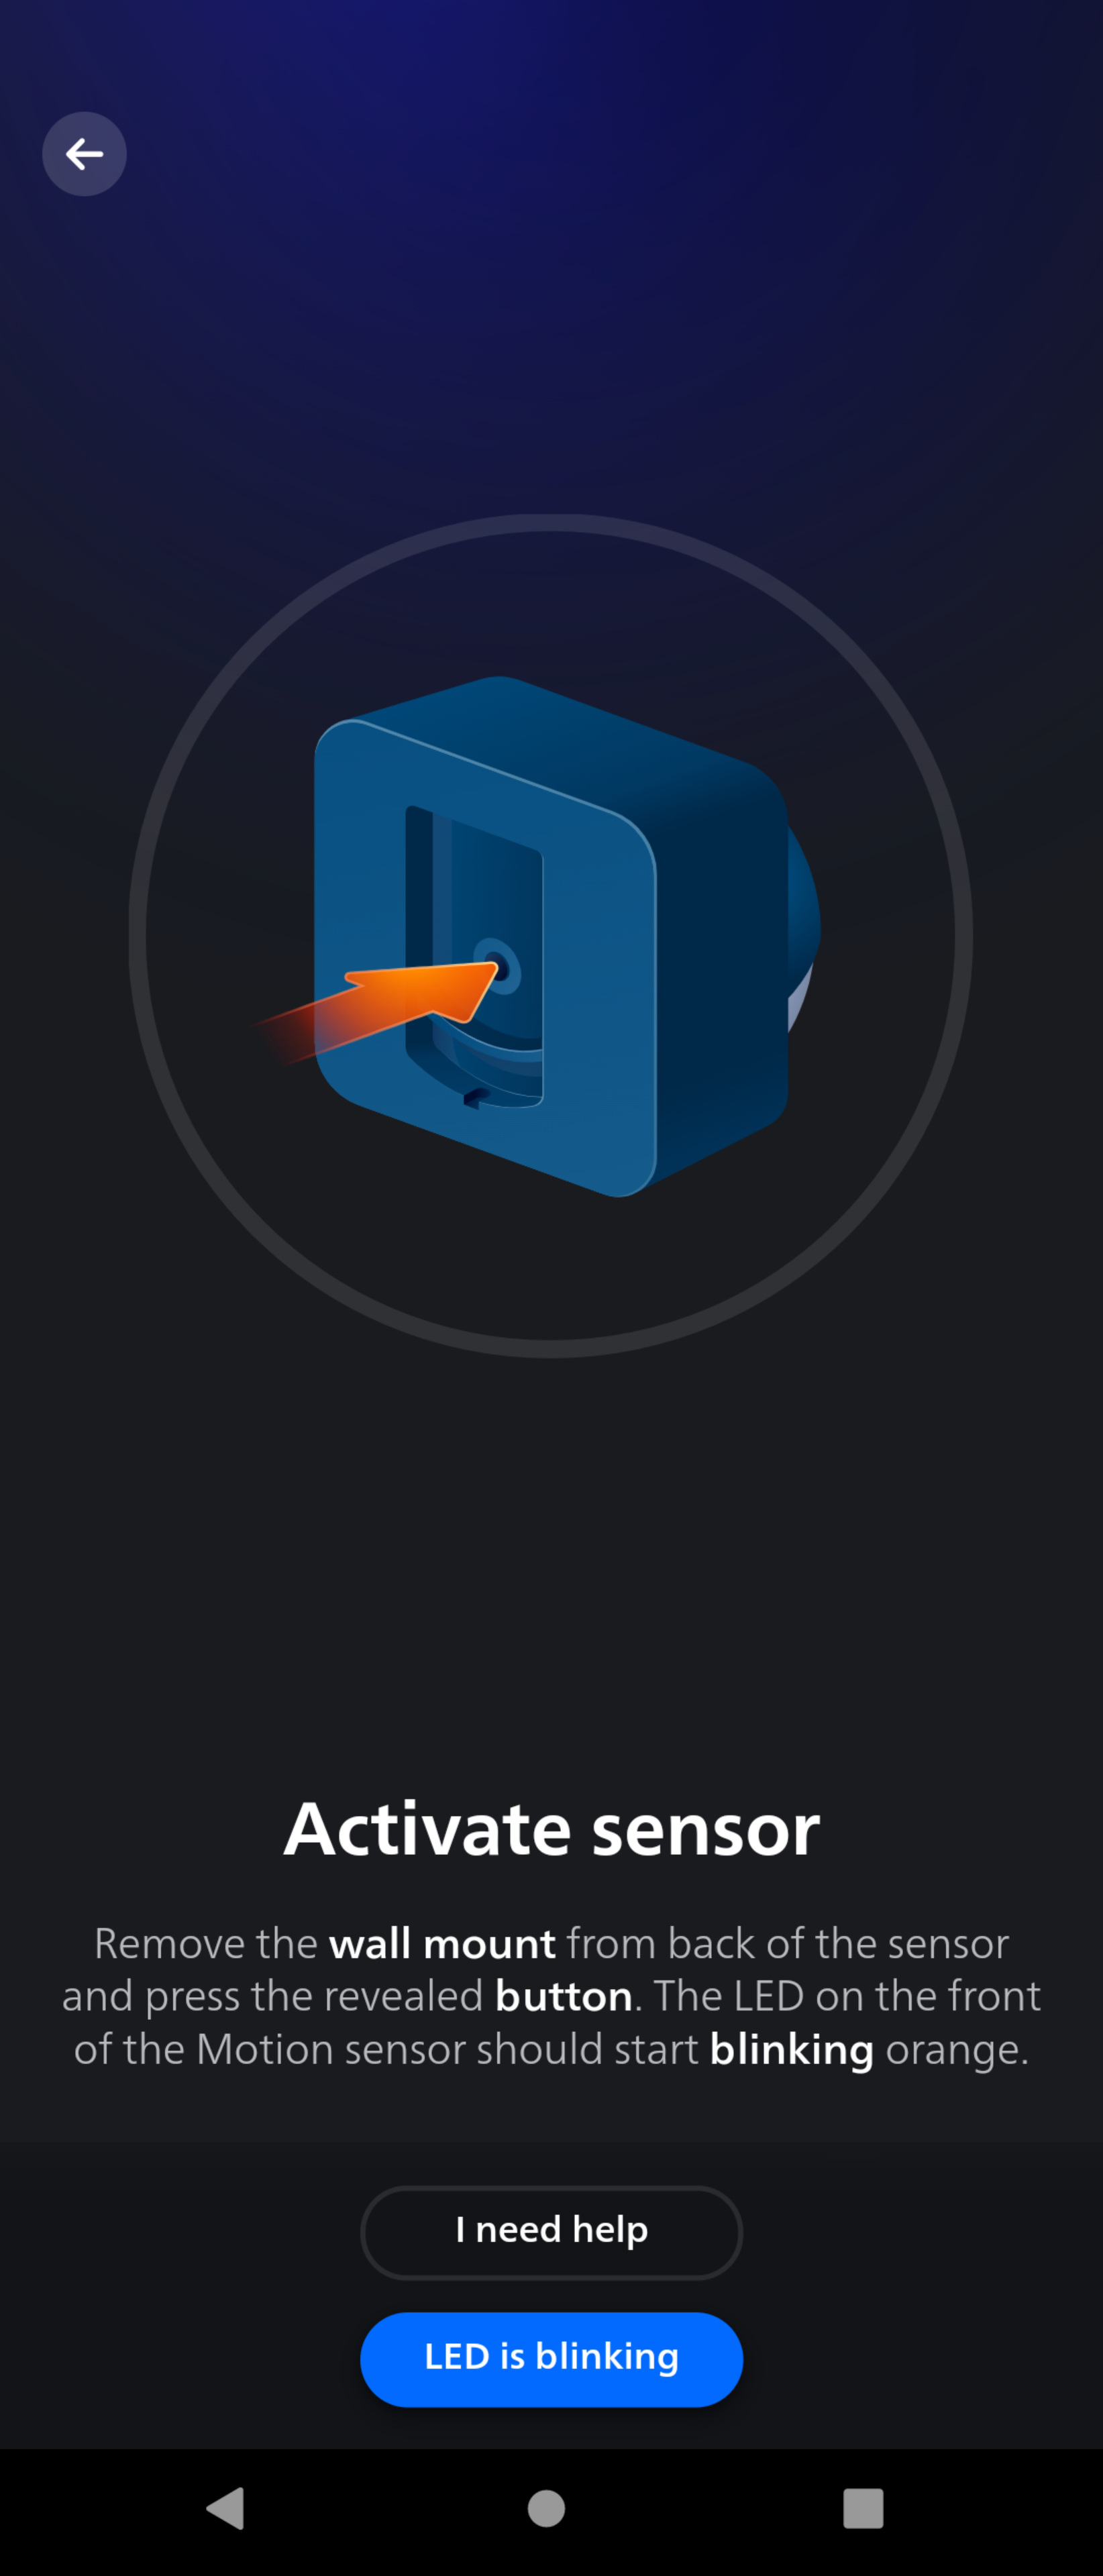 Activate sensor
Remove the wall mount from back of the sensor
and press the revealed button. The LED on the front
of the Motion sensor should start blinking orange.
I need help
LED is blinking